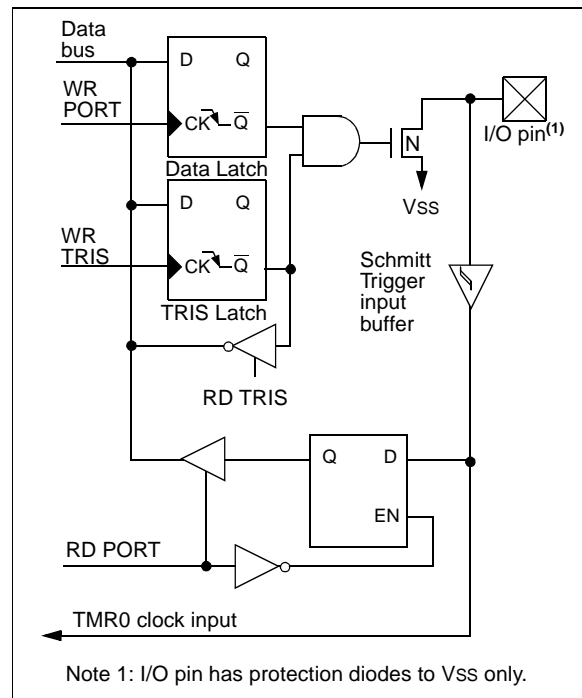 Data
bus
D Q
WR
PORT
CK Q
Data Latch
N
I/O pin(1)
VSS
D Q
WR
TRIS
CK Q
TRIS Latch
Schmitt
Trigger
input
buffer
RD TRIS
Q D
EN
RD PORT
TMR0 clock input
Note 1: I/O pin has protection diodes to VSS only.